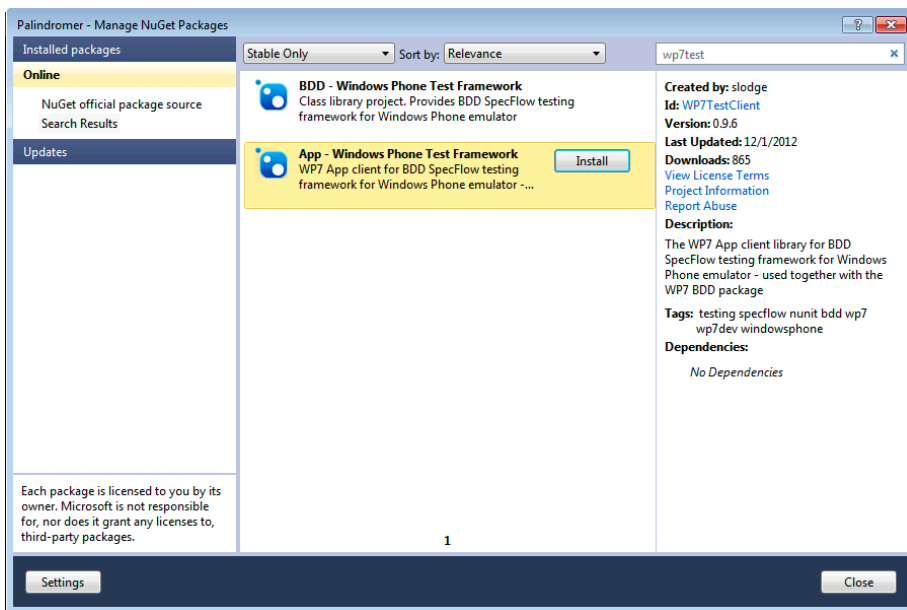 Palindromer - Manage NuGet Packages
Installed packages
Online
NuGet official package source
Search Results
Updates
Each package is licensed to you by its
owner. Microsoft is not responsible
for, nor does it grant any licenses to,
third-party packages.
Stable Only
Sort by: Relevance
BDD - Windows Phone Test Framework
Class library project. Provides BDD SpecFlow testing
framework for Windows Phone emulator
App - Windows Phone Test Framework
WP7 App client for BDD SpecFlow testing
framework for Windows Phone emulator -...
Install
1
wp7test
Created by: slodge
Id: WP7TestClient
Version: 0.9.6
Last Updated: 12/1/2012
Downloads: 865
View License Terms
Project Information
Report Abuse
Description:
The WP7 App client library for BDD
SpecFlow testing framework for Windows
Phone emulator - used together with the
WP7 BDD package
Tags: testing specflow nunit bdd wp7
wp7dev windowsphone
Dependencies:
No Dependencies
Settings
Close